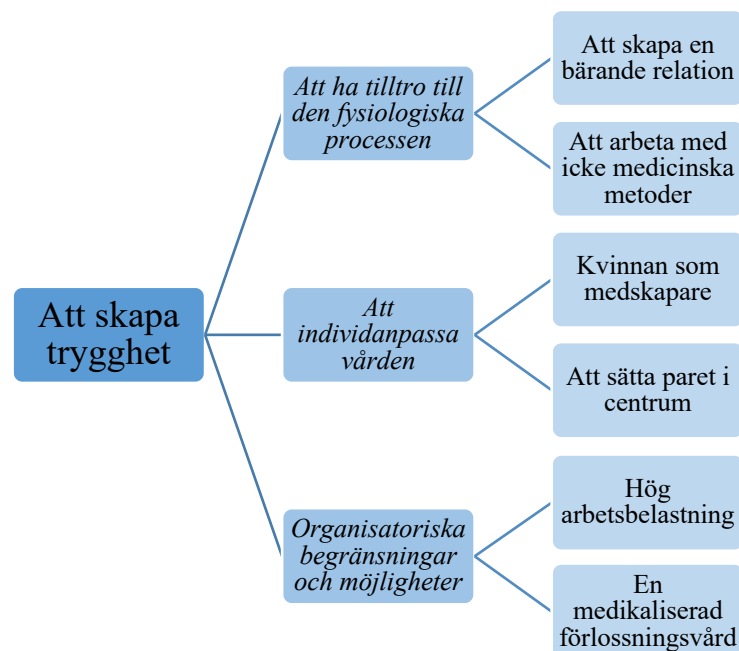 Att skapa
trygghet
Att ha tilltro till
den fysiologiska
processen
Att skapa en
bärande relation
Att arbeta med
icke medicinska
metoder
Att
individanpassa
vården
Kvinnan som
medskapare
Att sätta paret i
centrum
Organisatoriska
begränsningar
och möjligheter
Hög
arbetsbelastning
En
medikaliserad
förlossningsvård